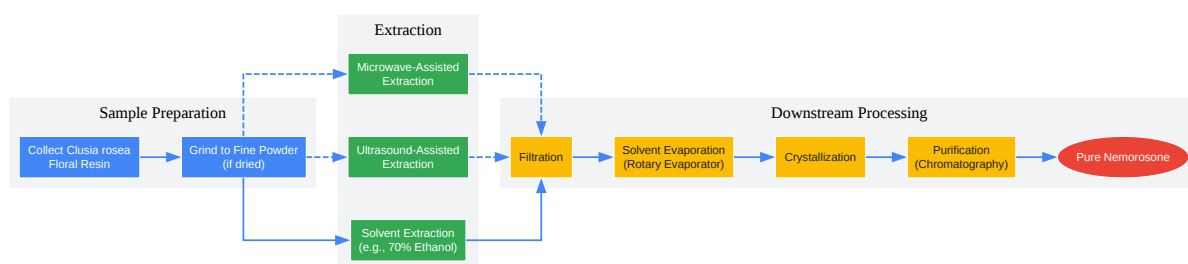 Extraction
Microwave-Assisted
Extraction
Sample Preparation
Downstream Processing
Collect Clusia rosea
Floral Resin
Grind to Fine Powder
(if dried)
Ultrasound-Assisted
Extraction
Filtration
Solvent Evaporation
(Rotary Evaporator)
Crystallization
Purification
(Chromatography)
Pure Nemorosone
Solvent Extraction
(e.g., 70% Ethanol)